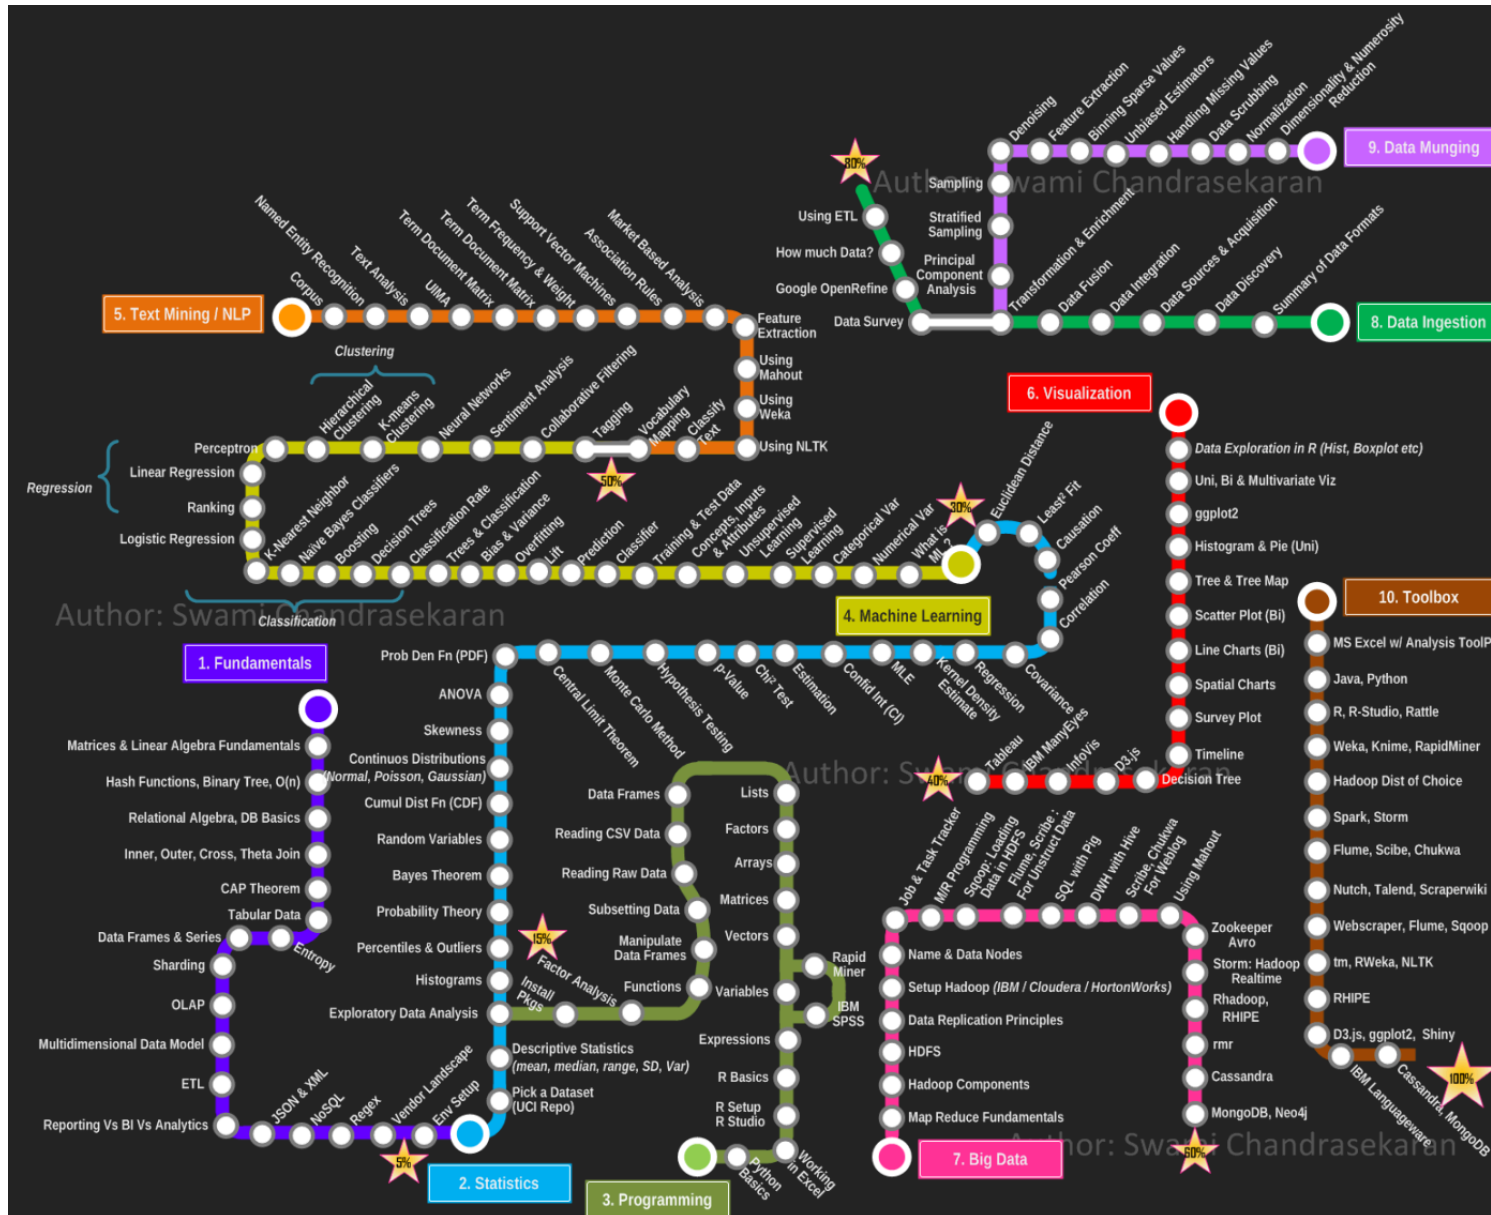 Author: Swami Chandrasekaran
9. Data Munging
Denoising
Feature Extraction
Binning Sparse Values
Unbiased Estimators
Handling Missing Values
Data Scrubbing
Normalization
Dimensionality & Numerosity
Reduction
Sampling
Stratified
Sampling
Principal
Component
Analysis
80%
Using ETL
How much Data?
Google OpenRefine
Data Survey
Transformation & Enrichment
Data Fusion
Data Integration
Data Sources & Acquisition
Data Discovery
Summary of Data Formats
8. Data Ingestion
5. Text Mining / NLP
Corpus
Named Entity Recognition
Text Analysis
UIMA
Term Document Matrix
Term Document Matrix
Term Frequency & Weight
Support Vector Machines
Association Rules
Market Based Analysis
Feature
Extraction
Using
Mahout
Using
Weka
Using NLTK
Classify
Text
Vocabulary
Mapping
50%
Tagging
Collaborative Filtering
Sentiment Analysis
Neural Networks
Clustering
K-means
Clustering
Hierarchical
Clustering
Perceptron
Linear Regression
Regression
Ranking
Logistic Regression
K-Nearest Neighbor
Naive Bayes Classifiers
Boosting
Decision Trees
Classification Rate
Trees & Classification
Bias & Variance
Overfitting
Lift
Prediction
Classifier
Training & Test Data
Concepts, Inputs
& Attributes
Unsupervised
Learning
Supervised
Learning
Categorical Var
Numerical Var
What is
ML?
30%
4. Machine Learning
Classification
Author: Swami Chandrasekaran
Euclidean Distance
Least² Fit
Causation
Pearson Coeff
Correlation
Covariance
Regression
Kernel Density
Estimate
MLE
Confid Int (CI)
Estimation
Chi² Test
p-Value
Hypothesis Testing
Monte Carlo Method
Central Limit Theorem
Prob Den Fn (PDF)
ANOVA
Skewness
Continuos Distributions
(Normal, Poisson, Gaussian)
Cumul Dist Fn (CDF)
Random Variables
Bayes Theorem
Probability Theory
Percentiles & Outliers
Histograms
Exploratory Data Analysis
Descriptive Statistics
(mean, median, range, SD, Var)
Pick a Dataset
(UCI Repo)
2. Statistics
1. Fundamentals
Matrices & Linear Algebra Fundamentals
Hash Functions, Binary Tree, O(n)
Relational Algebra, DB Basics
Inner, Outer, Cross, Theta Join
CAP Theorem
Tabular Data
Entropy
Data Frames & Series
Sharding
OLAP
Multidimensional Data Model
ETL
Reporting Vs BI Vs Analytics
JSON & XML
NoSQL
Regex
Vendor Landscape
Env Setup
5%
15%
Install
Pkgs
Factor Analysis
Functions
Manipulate
Data Frames
Subsetting Data
Reading Raw Data
Reading CSV Data
Data Frames
Lists
Factors
Arrays
Matrices
Vectors
Variables
Rapid
Miner
IBM
SPSS
Expressions
R Basics
R Setup
R Studio
Working
in Excel
Python
Basics
3. Programming
6. Visualization
Data Exploration in R (Hist, Boxplot etc)
Uni, Bi & Multivariate Viz
ggplot2
Histogram & Pie (Uni)
Tree & Tree Map
Scatter Plot (Bi)
Line Charts (Bi)
Spatial Charts
Survey Plot
Timeline
Decision Tree
D3.js
InfoVis
IBM ManyEyes
Tableau
40%
Author: Swami Chandrasekaran
Job & Task Tracker
M/R Programming
Sqoop: Loading
Data in HDFS
Flume, Scribe :
For Unstruct Data
SQL with Pig
DWH with Hive
Scribe, Chukwa
For Weblog
Using Mahout
Name & Data Nodes
Setup Hadoop (IBM / Cloudera / HortonWorks)
Data Replication Principles
HDFS
Hadoop Components
Map Reduce Fundamentals
7. Big Data
Zookeeper
Avro
Storm: Hadoop
Realtime
Rhadoop,
RHIPE
rmr
Cassandra
MongoDB, Neo4j
60%
hor: Swami Chandrasekaran
10. Toolbox
MS Excel w/ Analysis ToolP
Java, Python
R, R-Studio, Rattle
Weka, Knime, RapidMiner
Hadoop Dist of Choice
Spark, Storm
Flume, Scibe, Chukwa
Nutch, Talend, Scraperwiki
Webscraper, Flume, Sqoop
tm, RWeka, NLTK
RHIPE
D3.js, ggplot2, Shiny
IBM Languageware
Cassandra, MongoDB
100%